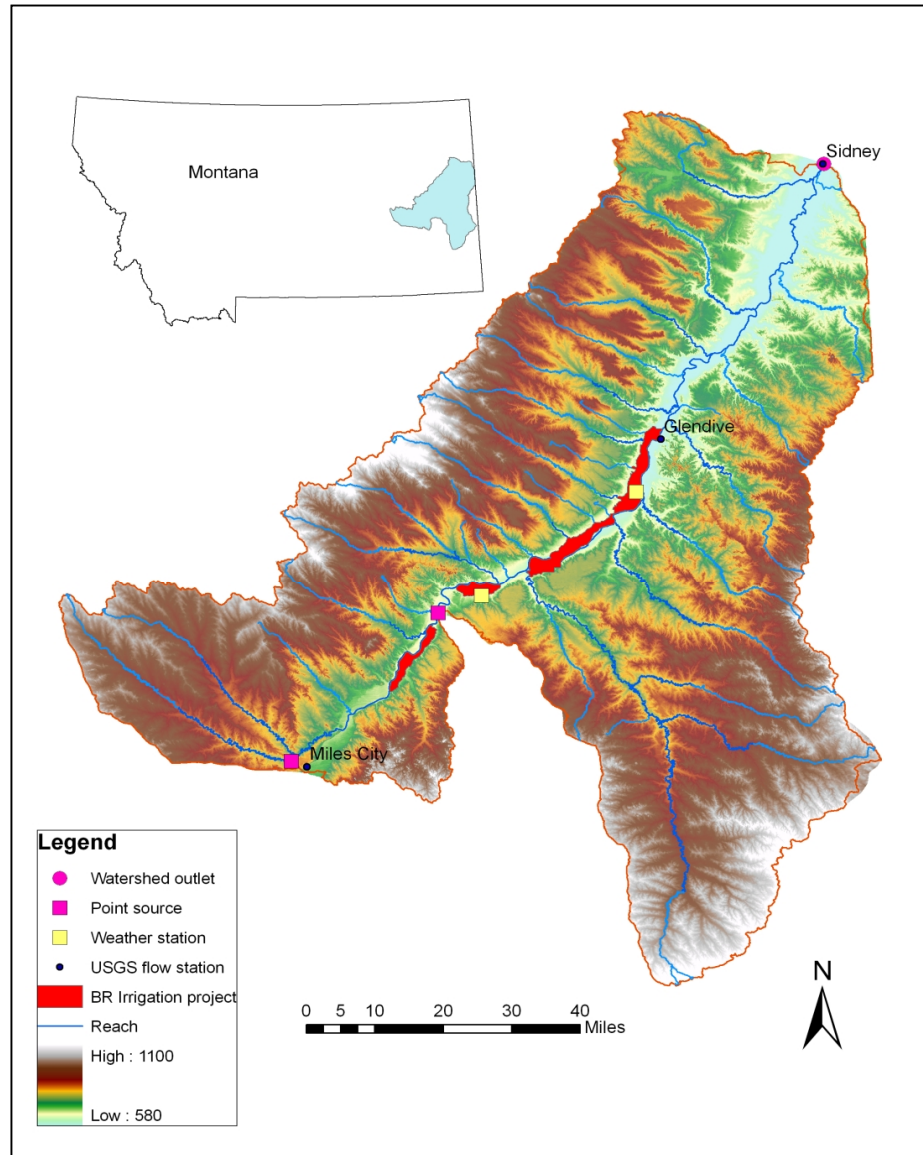 Montana
Sidney
Glendive
Miles City
Legend
Watershed outlet
Point source
Weather station
USGS flow station
BR Irrigation project
Reach
High : 1100
Low : 580
0 5 10 20 30 40
Miles
N